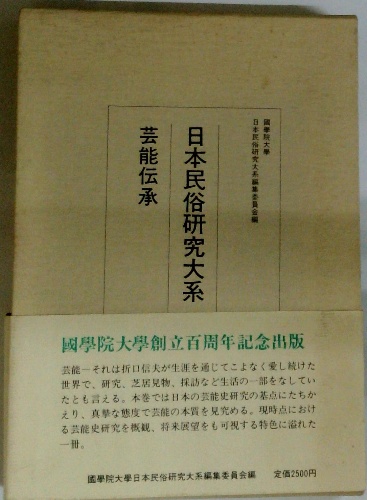 國學院大學
日本民俗研究大系編集委員会編
日本民俗研究大系
芸能伝承
國學院大學創立百周年記念出版
芸能―それは折口信夫が生涯を通じてこよなく愛し続けた
世界で、研究、芝居見物、採訪など生活の一部をなしてい
たとも言える。本巻では日本の芸能史研究の基点にたちか
えり、真摯な態度で芸能の本質を見究める。現時点におけ
る芸能史研究を概観、将来展望をも可視する特色に溢れた
一冊。
國學院大學日本民俗研究大系編集委員会編 定価2500円